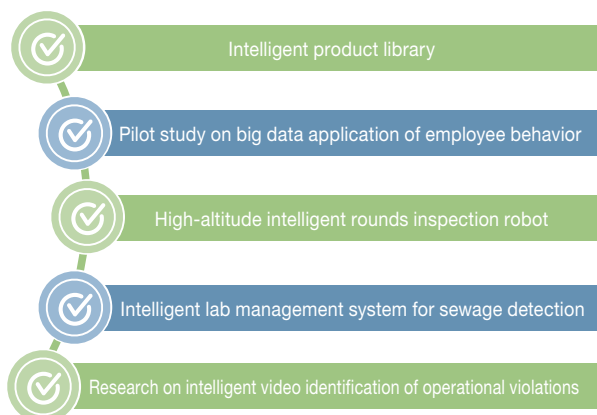 Intelligent product library
Pilot study on big data application of employee behavior
High-altitude intelligent rounds inspection robot
Intelligent lab management system for sewage detection
Research on intelligent video identification of operational violations